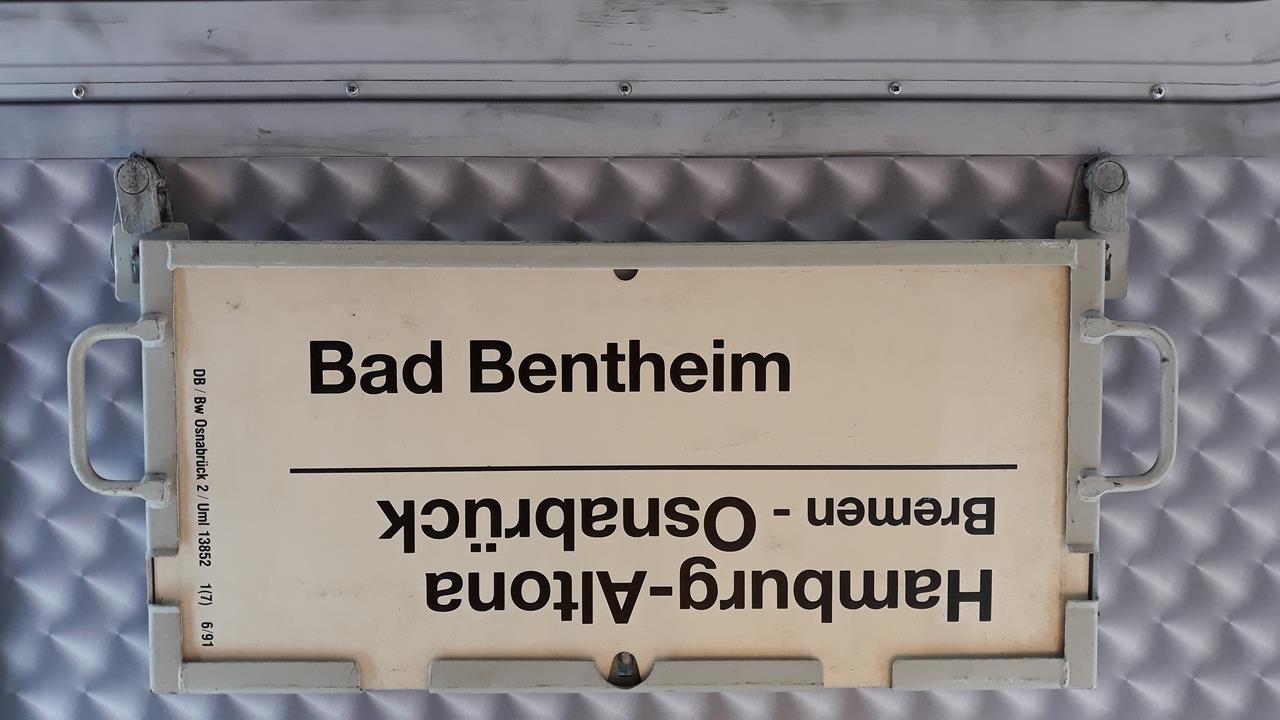 Bad Bentheim
Hamburg-Altona
Bremen - Osnabrück
DB / Bw Osnabrück 2 / Uml 13852 1(7) 6/91